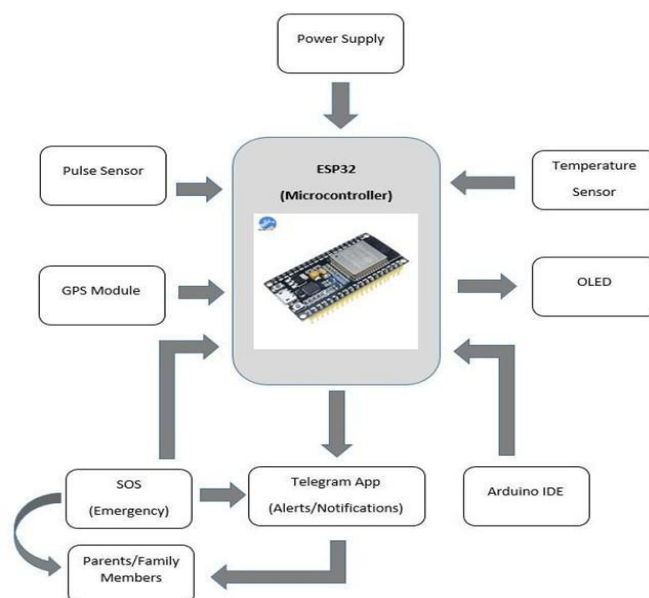 Power Supply
ESP32
(Microcontroller)
Pulse Sensor
Temperature
Sensor
GPS Module
OLED
SOS
(Emergency)
Telegram App
(Alerts/Notifications)
Arduino IDE
Parents/Family
Members